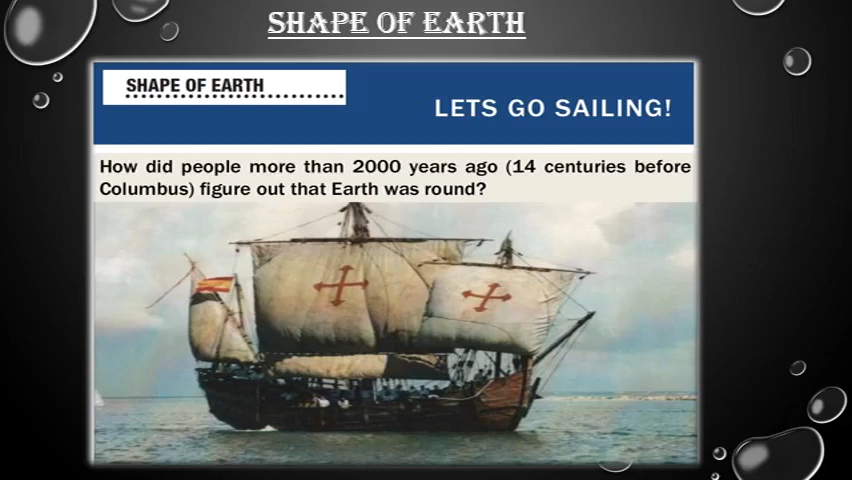 SHAPE OF EARTH
SHAPE OF EARTH
LETS GO SAILING!
How did people more than 2000 years ago (14 centuries before
Columbus) figure out that Earth was round?